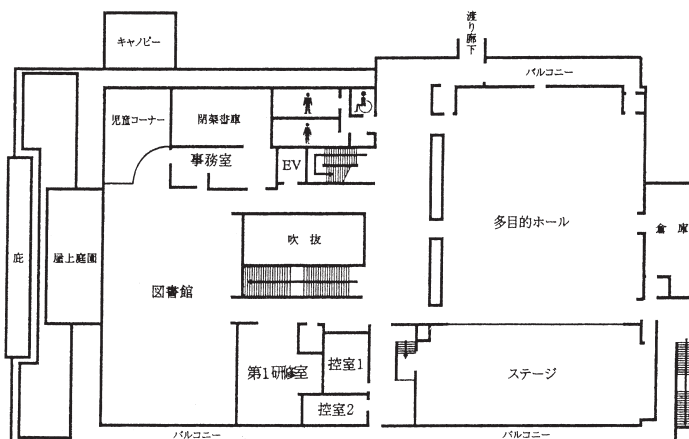 キャノピー
渡り廊下
バルコニー
児童コーナー
閉架書庫
事務室
EV
多目的ホール
倉庫
吹抜
庇
屋上庭園
図書館
第1研修室
控室1
ステージ
控室2
バルコニー
バルコニー